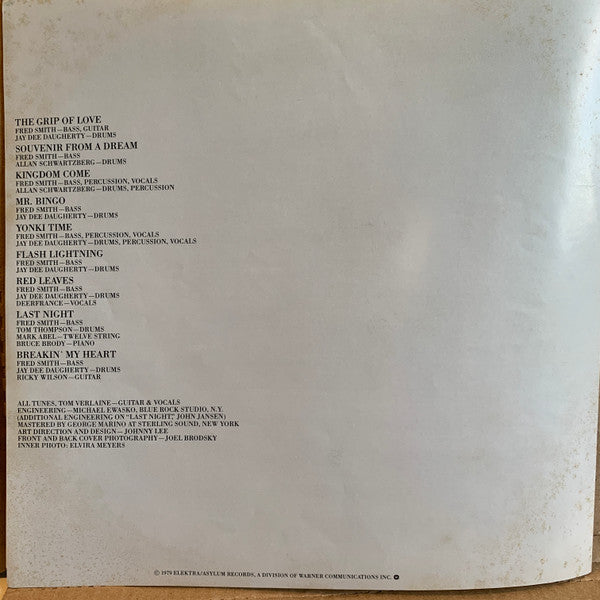 THE GRIP OF LOVE
FRED SMITH—BASS, GUITAR
JAY DEE DAUGHERTY—DRUMS
SOUVENIR FROM A DREAM
FRED SMITH—BASS
ALLAN SCHWARTZBERG—DRUMS
KINGDOM COME
FRED SMITH—BASS, PERCUSSION, VOCALS
ALLAN SCHWARTZBERG—DRUMS, PERCUSSION
MR. BINGO
FRED SMITH—BASS
JAY DEE DAUGHERTY—DRUMS
YONKI TIME
FRED SMITH—BASS, PERCUSSION, VOCALS
JAY DEE DAUGHERTY—DRUMS, PERCUSSION, VOCALS
FLASH LIGHTNING
FRED SMITH—BASS
JAY DEE DAUGHERTY—DRUMS
RED LEAVES
FRED SMITH—BASS
JAY DEE DAUGHERTY—DRUMS
DEERFRANCE—VOCALS
LAST NIGHT
FRED SMITH—BASS
TOM THOMPSON—DRUMS
MARK ABEL—TWELVE STRING
BRUCE BRODY—PIANO
BREAKIN' MY HEART
FRED SMITH—BASS
JAY DEE DAUGHERTY—DRUMS
RICKY WILSON—GUITAR
ALL TUNES, TOM VERLAINE—GUITAR & VOCALS
ENGINEERING—MICHAEL EWASKO, BLUE ROCK STUDIO, N.Y.
(ADDITIONAL ENGINEERING ON "LAST NIGHT," JOHN JANSEN)
MASTERED BY GEORGE MARINO AT STERLING SOUND, NEW YORK
ART DIRECTION AND DESIGN—JOHNNY LEE
FRONT AND BACK COVER PHOTOGRAPHY—JOEL BRODSKY
INNER PHOTO: ELVIRA MEYERS
© 1979 ELEKTRA/ASYLUM RECORDS, A DIVISION OF WARNER COMMUNICATIONS INC.